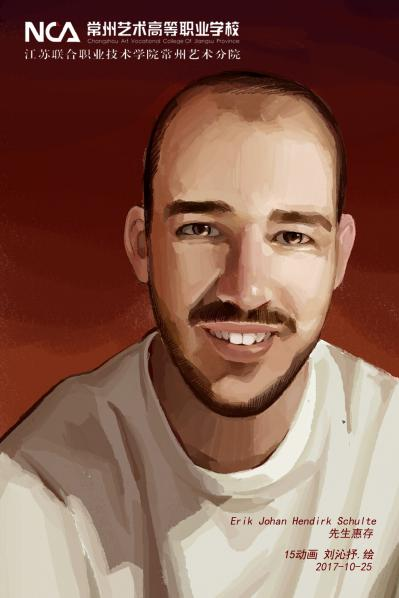 NCA 常州艺术高等职业学校
Changzhou Art Vocational College Of Jiangsu Province
江苏联合职业技术学院常州艺术分院
Erik Johan Hendirk Schulte
先生惠存
15动画 刘沁抒.绘
2017-10-25